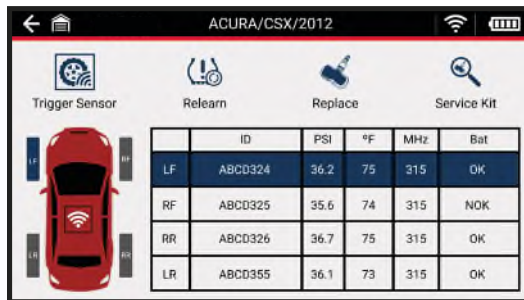 ACURA/CSX/2012
Trigger Sensor Relearn Replace Service Kit
ID PSI °F MHz Bat
LF ABCD324 36.2 75 315 OK
RF ABCD325 35.6 74 315 NOK
RR ABCD326 36.7 75 315 OK
LR ABCD355 36.1 73 315 OK
LF RF
LR RR